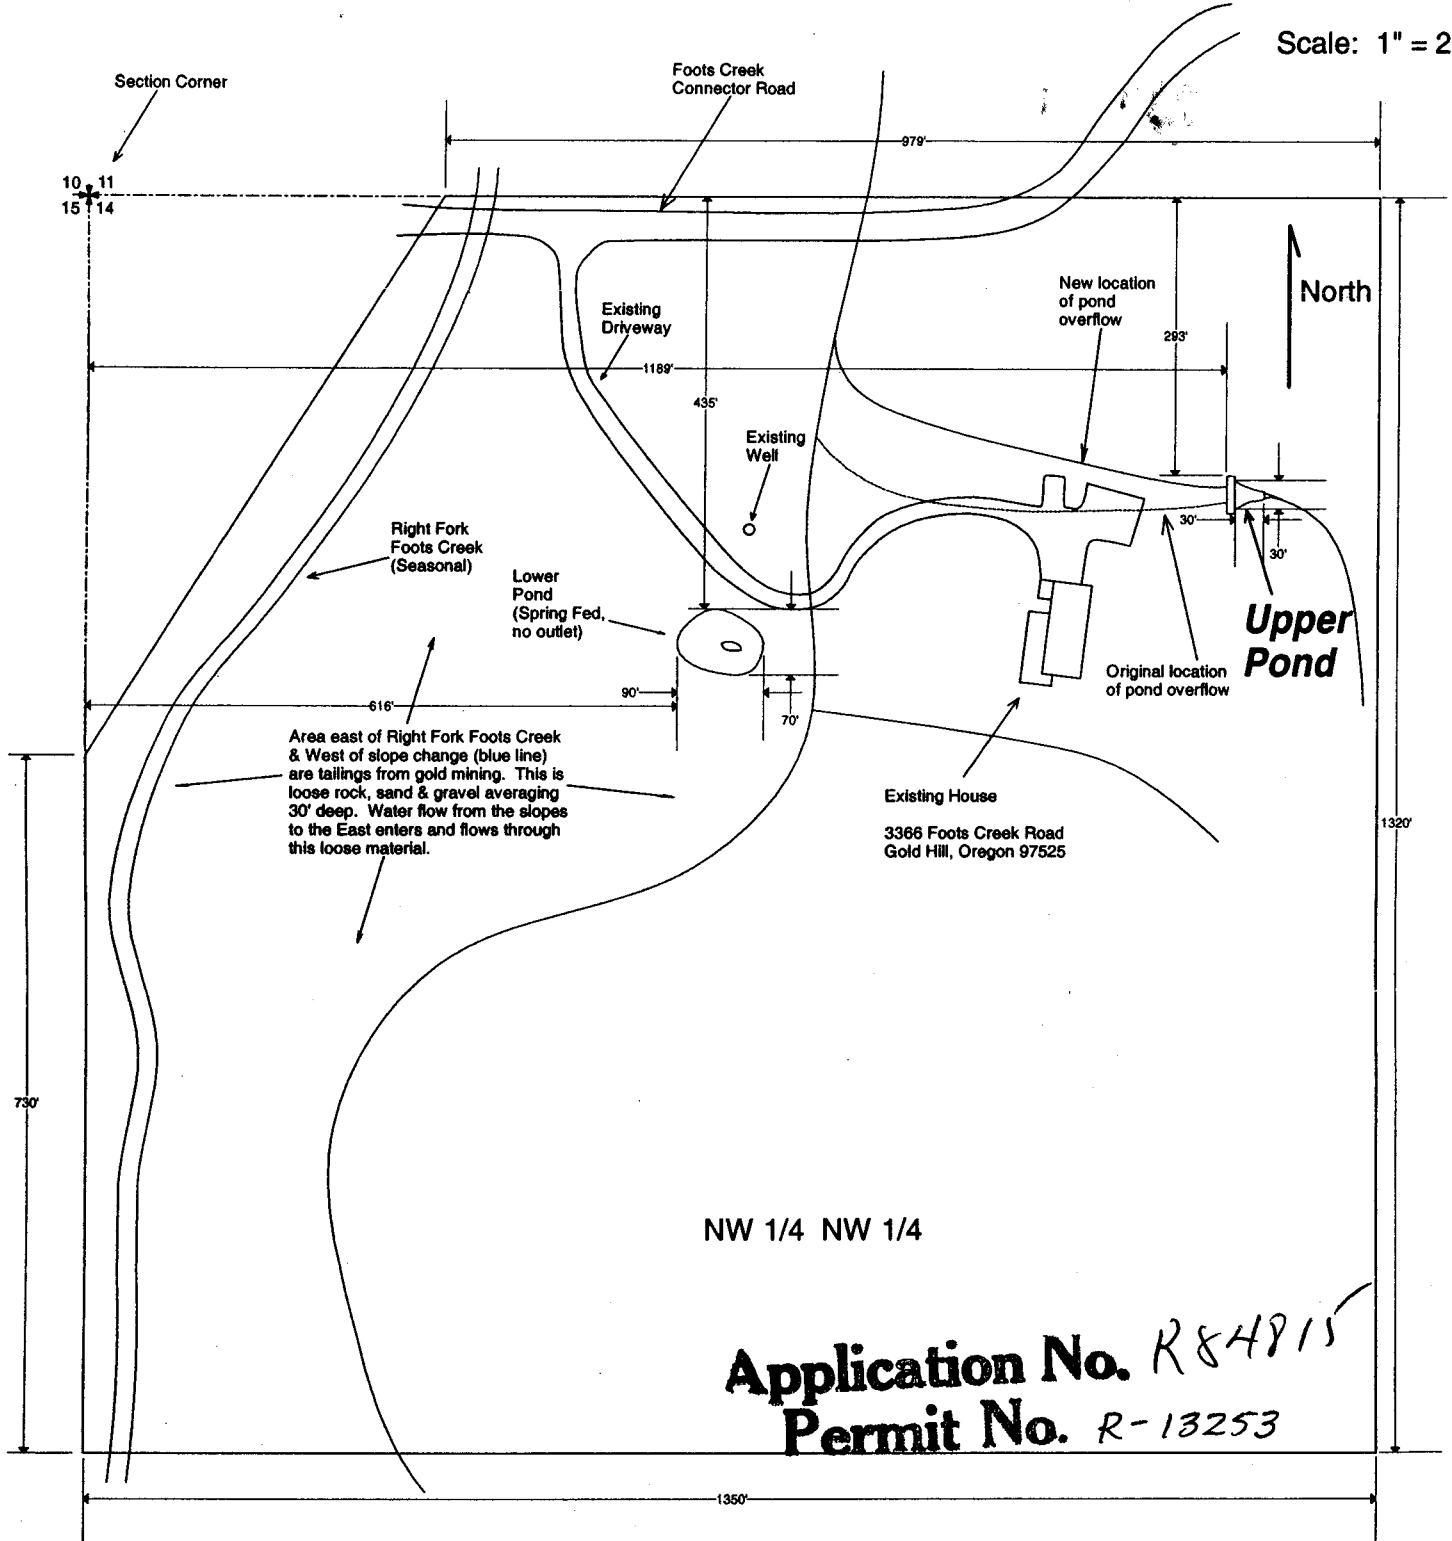 Scale: 1" = 2
Section Corner
Foots Creek
Connector Road
979'
10 11
15 14
New location
of pond
overflow
North
Existing
Driveway
293'
1189'
435'
Existing
Well
Right Fork
Foots Creek
(Seasonal)
30'
30'
Lower
Pond
(Spring Fed,
no outlet)
Upper
Pond
Original location
of pond overflow
90'
616'
70'
Area east of Right Fork Foots Creek
& West of slope change (blue line)
are tailings from gold mining. This is
loose rock, sand & gravel averaging
30' deep. Water flow from the slopes
to the East enters and flows through
this loose material.
Existing House
3366 Foots Creek Road
Gold Hill, Oregon 97525
1320'
730'
NW 1/4 NW 1/4
Application No. R84815
Permit No. R-13253
1350'